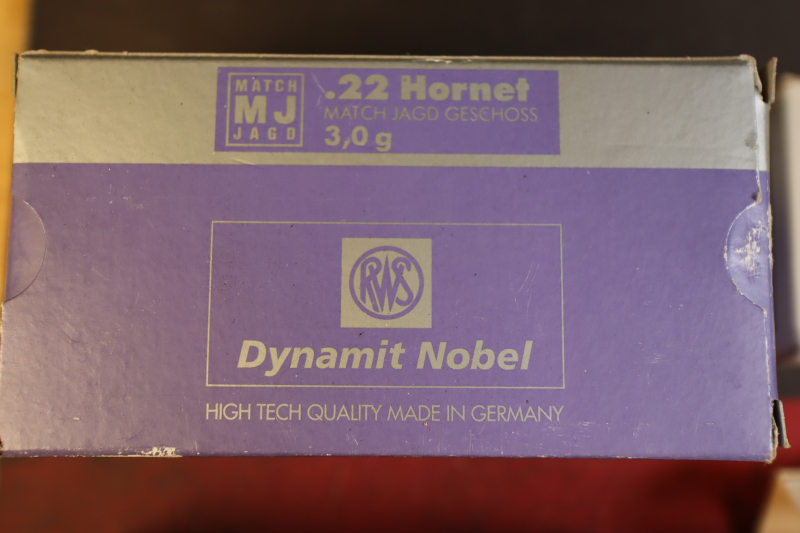 MATCH
MJ
JAGD
.22 Hornet
MATCH JAGD GESCHOSS
3,0 g
RWS
Dynamit Nobel
HIGH TECH QUALITY MADE IN GERMANY